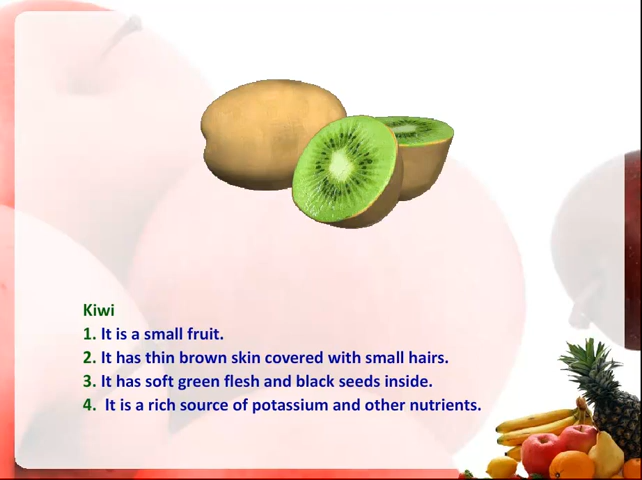 Kiwi
1. It is a small fruit.
2. It has thin brown skin covered with small hairs.
3. It has soft green flesh and black seeds inside.
4. It is a rich source of potassium and other nutrients.